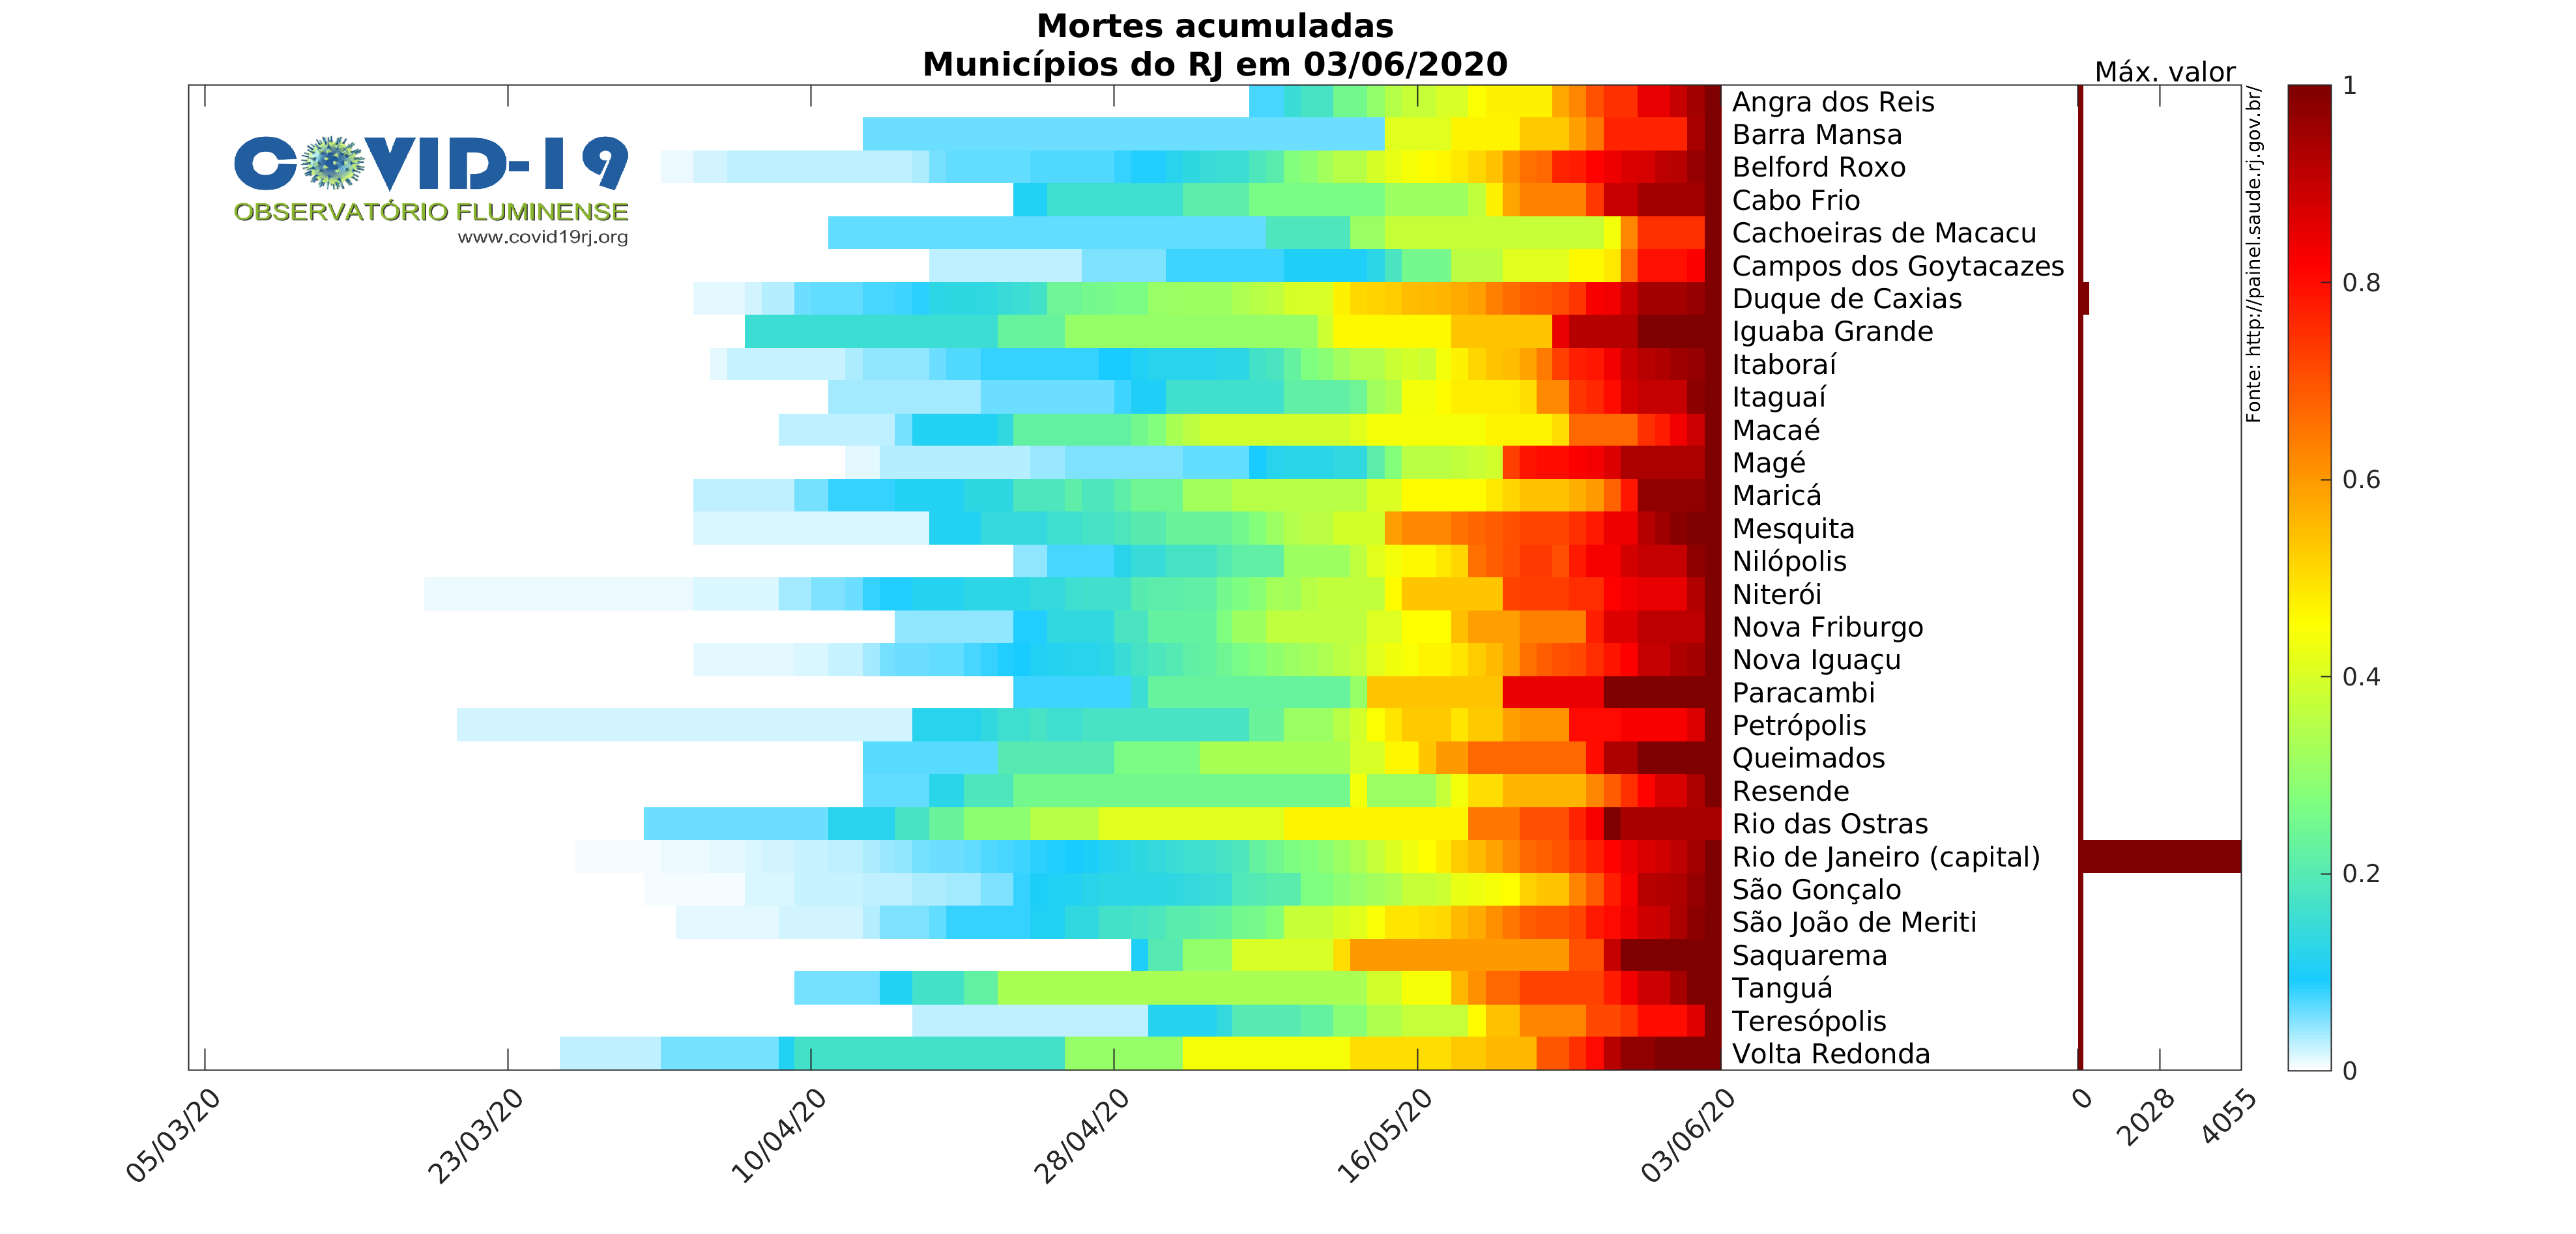 Mortes acumuladas
Municípios do RJ em 03/06/2020
Máx. valor
COVID-19
OBSERVATÓRIO FLUMINENSE
www.covid19rj.org
Angra dos Reis
Barra Mansa
Belford Roxo
Cabo Frio
Cachoeiras de Macacu
Campos dos Goytacazes
Duque de Caxias
Iguaba Grande
Itaboraí
Itaguaí
Macaé
Magé
Maricá
Mesquita
Nilópolis
Niterói
Nova Friburgo
Nova Iguaçu
Paracambi
Petrópolis
Queimados
Resende
Rio das Ostras
Rio de Janeiro (capital)
São Gonçalo
São João de Meriti
Saquarema
Tanguá
Teresópolis
Volta Redonda
Fonte: http://painel.saude.rj.gov.br/
1
0.8
0.6
0.4
0.2
0
05/03/20
23/03/20
10/04/20
28/04/20
16/05/20
03/06/20
0
2028
4055